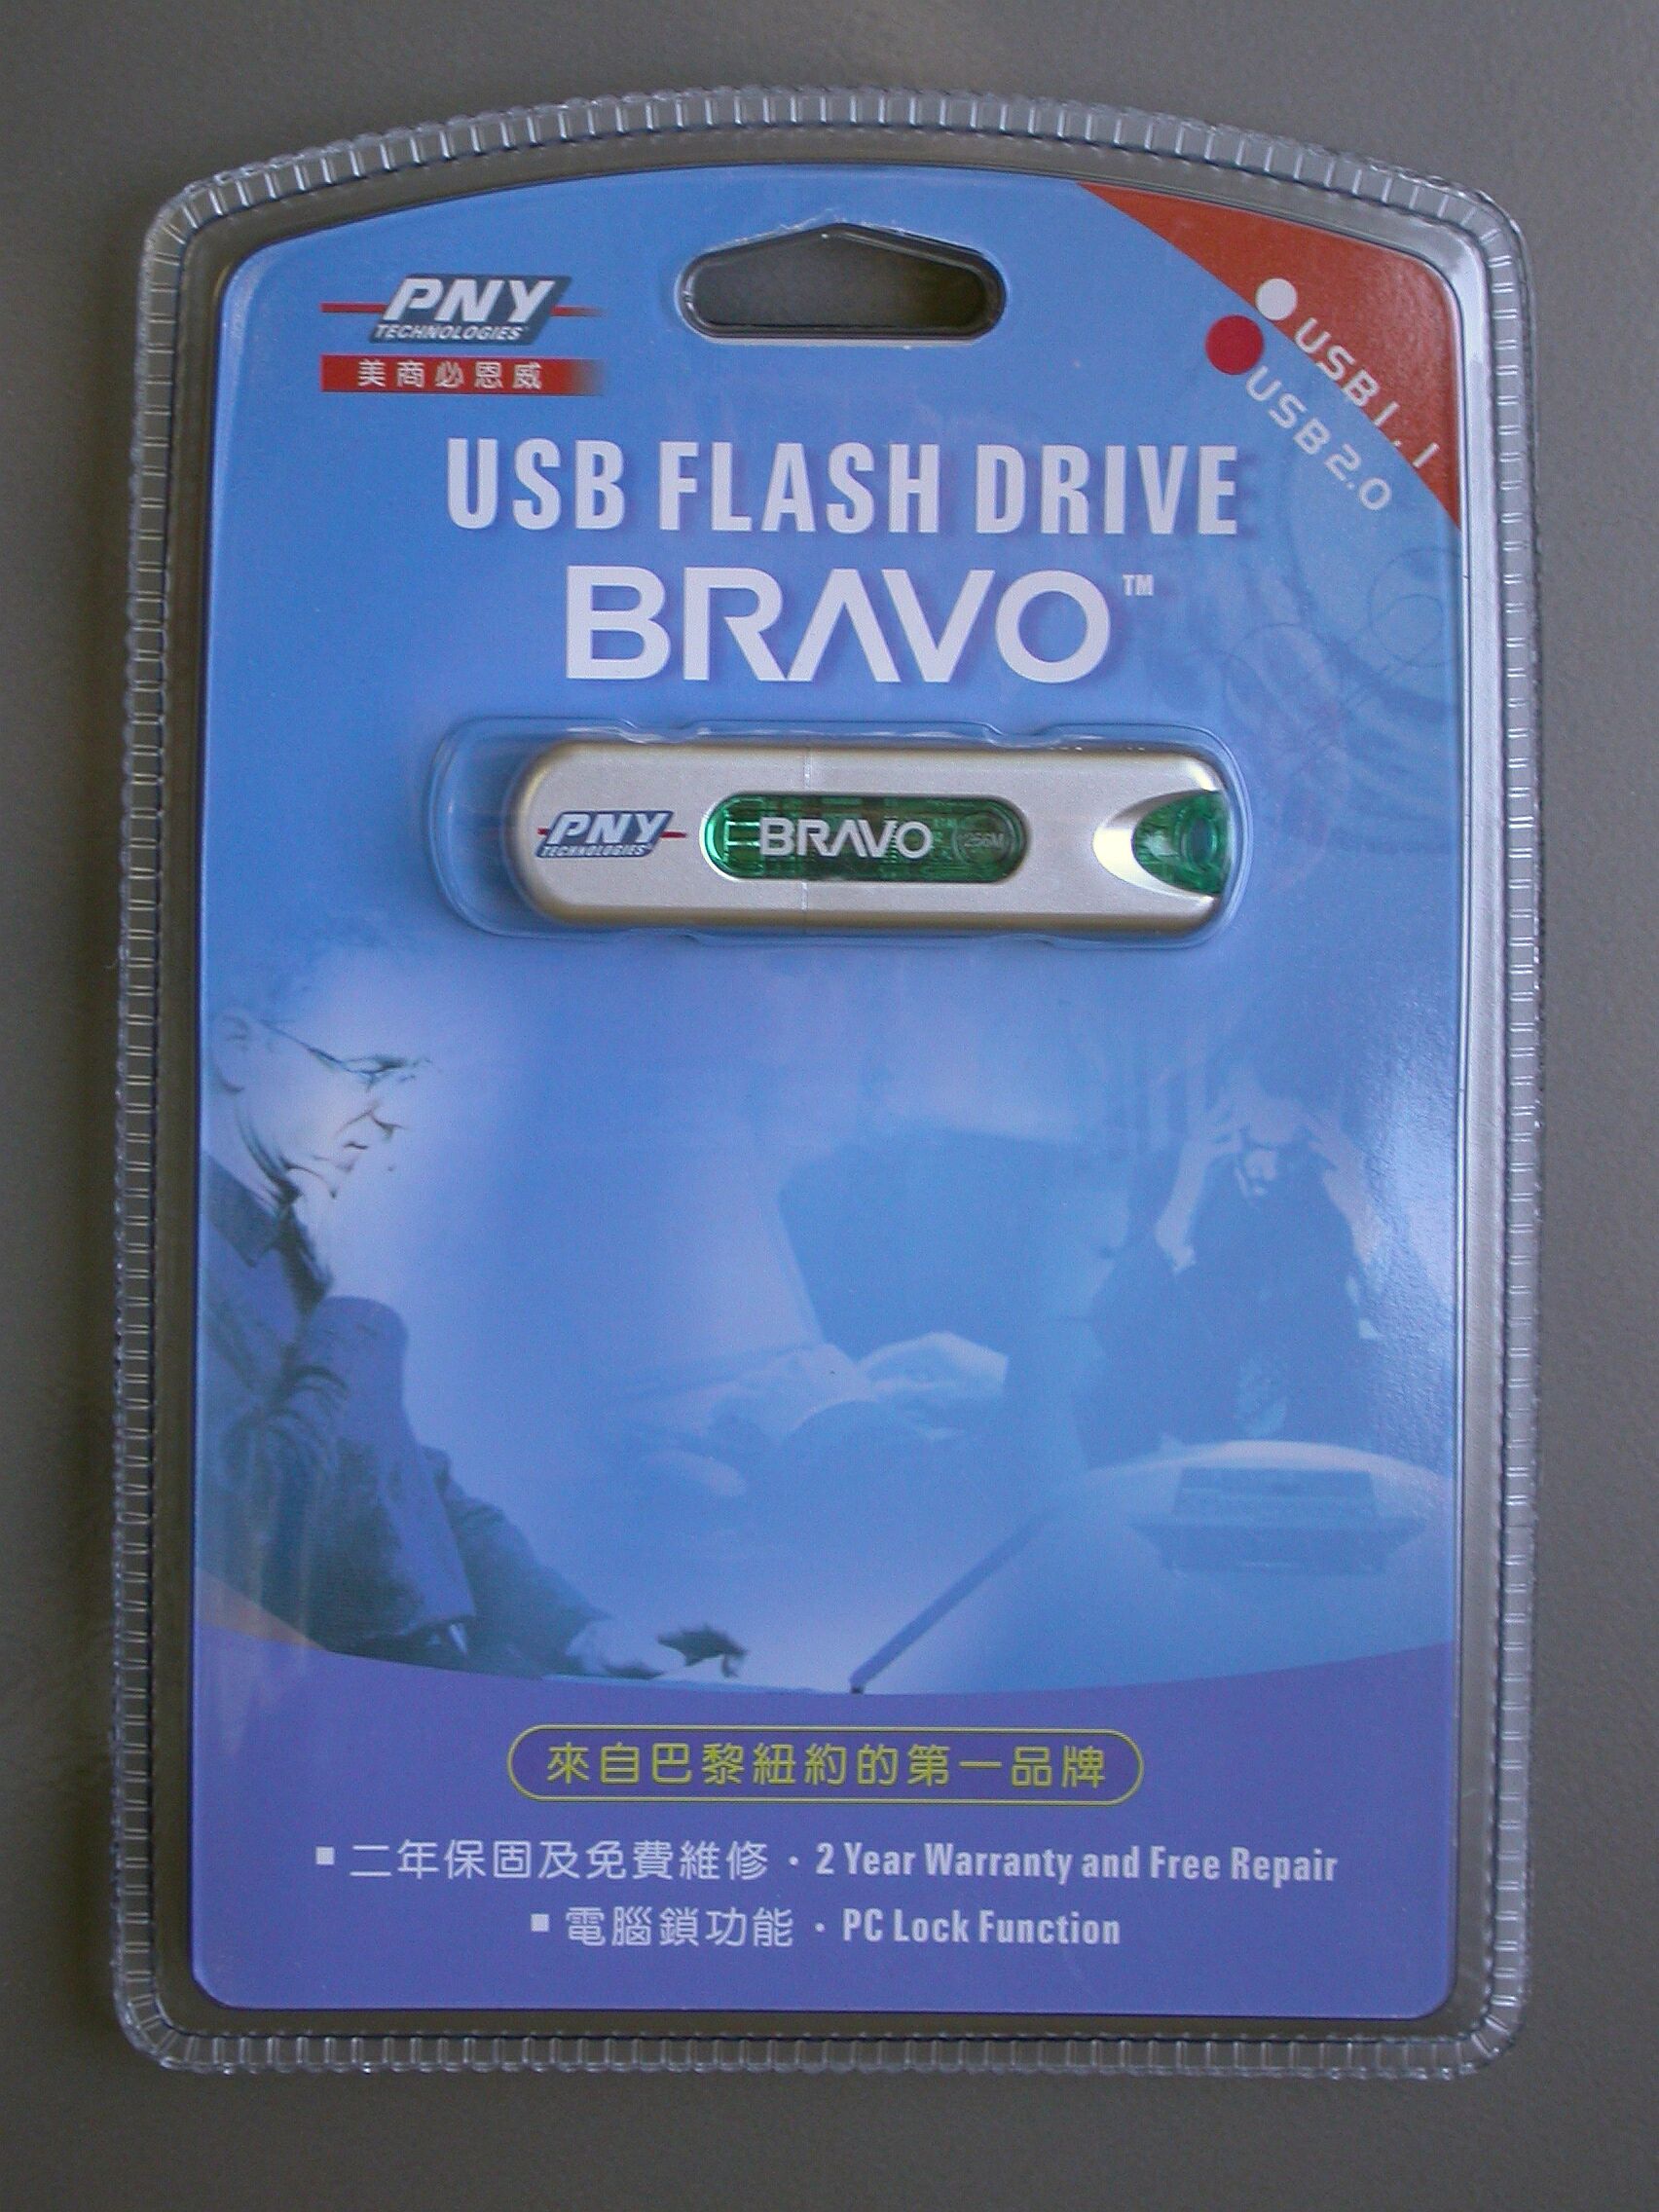 PNY
TECHNOLOGIES
美商必恩威
USB1.1
USB2.0
USB FLASH DRIVE
BRAVO™
PNY
TECHNOLOGIES
BRAVO
256M
來自巴黎紐約的第一品牌
▪ 二年保固及免費維修・2 Year Warranty and Free Repair
▪ 電腦鎖功能・PC Lock Function